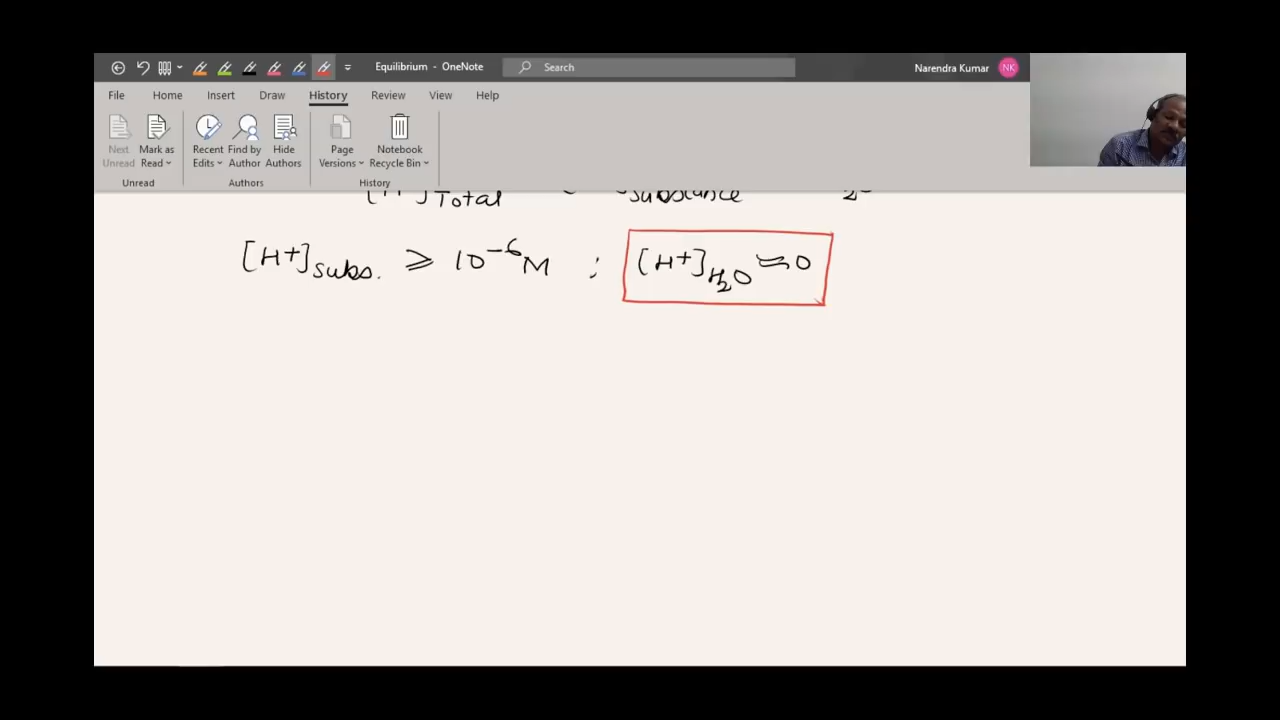 Equilibrium - OneNote
Search
Narendra Kumar NK
File Home Insert Draw History Review View Help
Next Unread
Mark as Read
Recent Edits
Find by Author
Hide Authors
Page Versions
Notebook Recycle Bin
Unread Authors History
[H+]Total substance
[H+]subs. ⩾ 10⁻⁶M ; [H+]H₂O ≈ 0